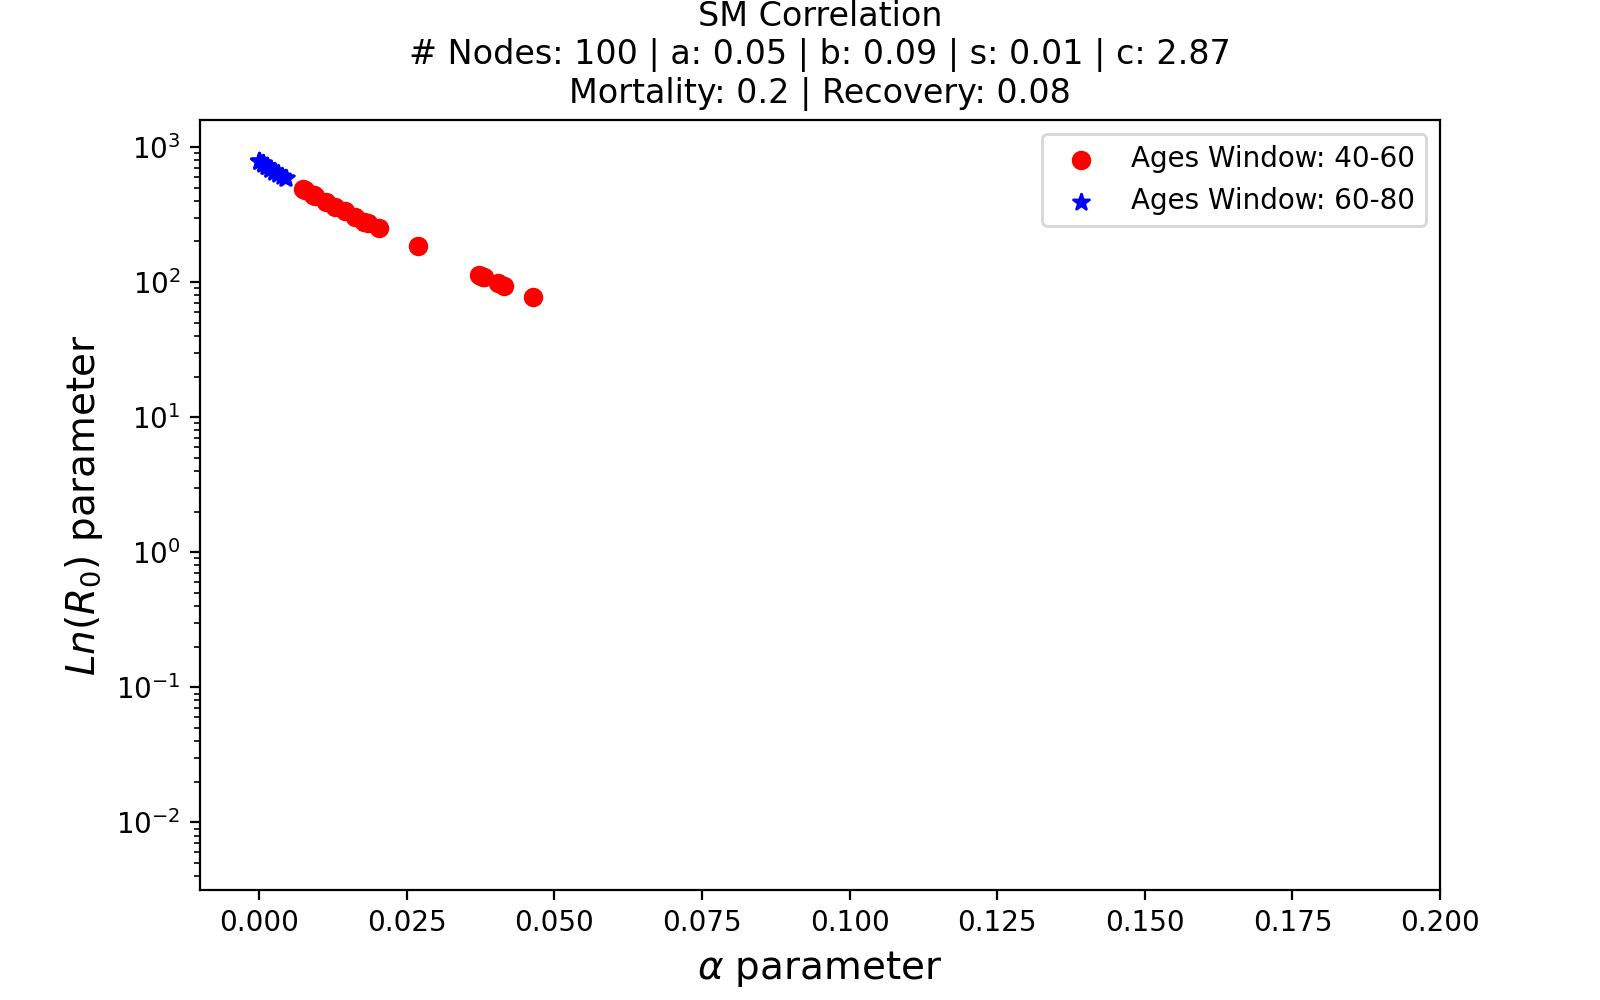 SM Correlation
# Nodes: 100 | a: 0.05 | b: 0.09 | s: 0.01 | c: 2.87
Mortality: 0.2 | Recovery: 0.08
Ages Window: 40-60
Ages Window: 60-80
Ln(R₀) parameter
10³
10²
10¹
10⁰
10⁻¹
10⁻²
0.000 0.025 0.050 0.075 0.100 0.125 0.150 0.175 0.200
α parameter